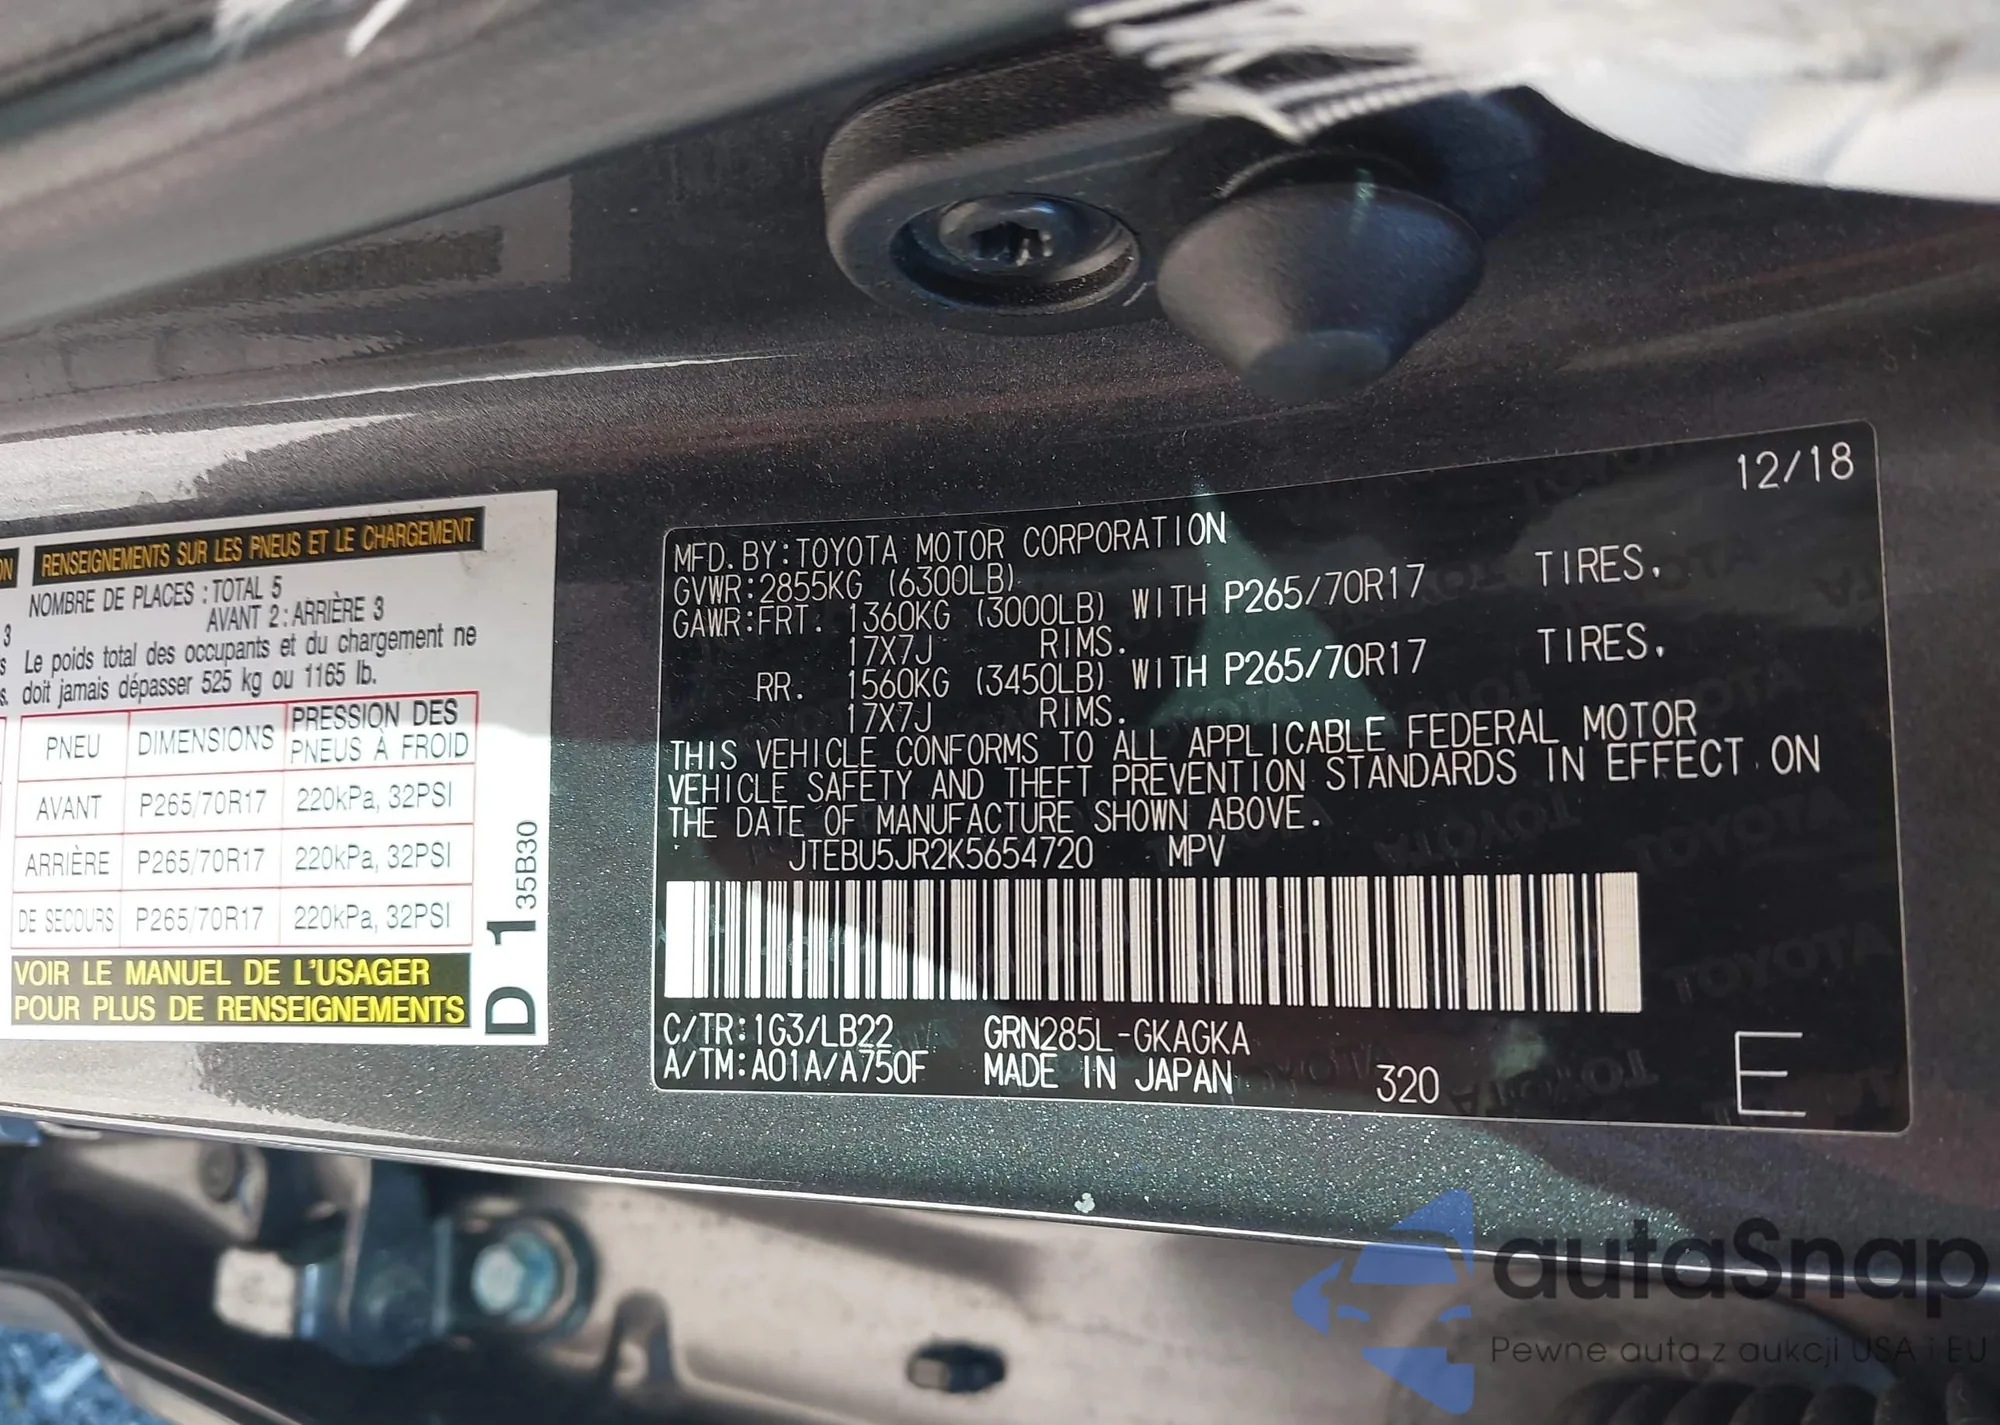 ON
3
s
s.
RENSEIGNEMENTS SUR LES PNEUS ET LE CHARGEMENT
NOMBRE DE PLACES : TOTAL 5
AVANT 2 : ARRIÈRE 3
Le poids total des occupants et du chargement ne
doit jamais dépasser 525 kg ou 1165 lb.
PNEU DIMENSIONS PRESSION DES PNEUS À FROID
AVANT P265/70R17 220kPa, 32PSI
ARRIÈRE P265/70R17 220kPa, 32PSI
DE SECOURS P265/70R17 220kPa, 32PSI
VOIR LE MANUEL DE L'USAGER
POUR PLUS DE RENSEIGNEMENTS
D 1 35B30
12/18
MFD. BY:TOYOTA MOTOR CORPORATION
GVWR:2855KG (6300LB)
GAWR:FRT. 1360KG (3000LB) WITH P265/70R17 TIRES.
17X7J RIMS.
RR. 1560KG (3450LB) WITH P265/70R17 TIRES.
17X7J RIMS.
THIS VEHICLE CONFORMS TO ALL APPLICABLE FEDERAL MOTOR
VEHICLE SAFETY AND THEFT PREVENTION STANDARDS IN EFFECT ON
THE DATE OF MANUFACTURE SHOWN ABOVE.
JTEBU5JR2K5654720 MPV
C/TR:1G3/LB22 GRN285L-GKAGKA
A/TM:A01A/A750F MADE IN JAPAN 320 E
autaSnap
Pewne auta z aukcji USA i EU